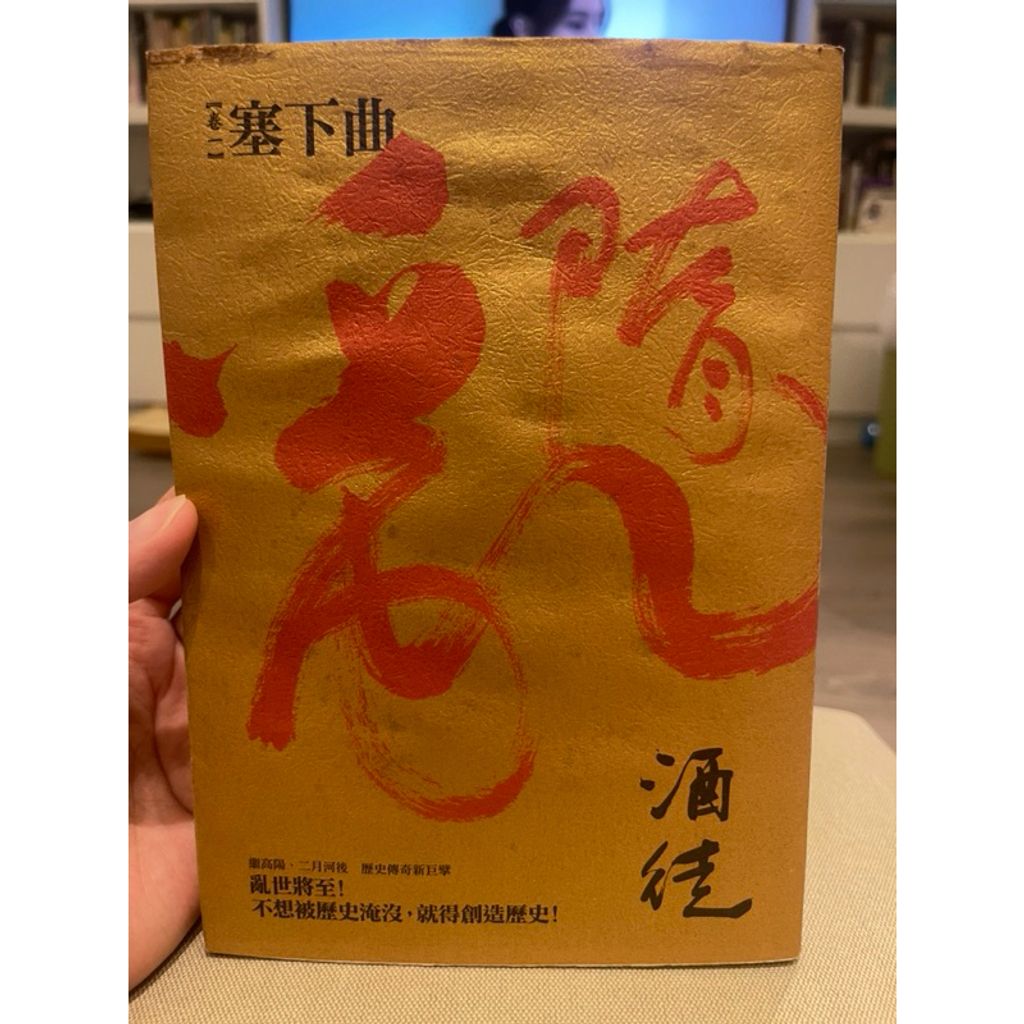 【卷一】塞下曲
隋亂
酒徒
繼高陽、二月河後 歷史傳奇新巨擘
亂世將至！
不想被歷史淹沒，就得創造歷史！